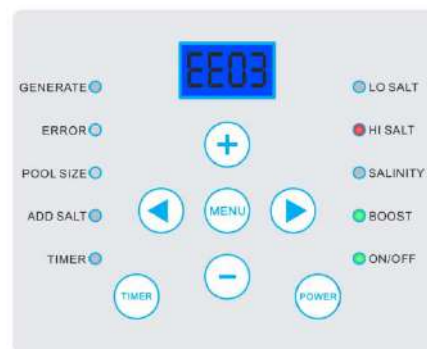 EE03
GENERATE
ERROR
POOL SIZE
ADD SALT
TIMER
+
MENU
−
TIMER
POWER
LO SALT
HI SALT
SALINITY
BOOST
ON/OFF